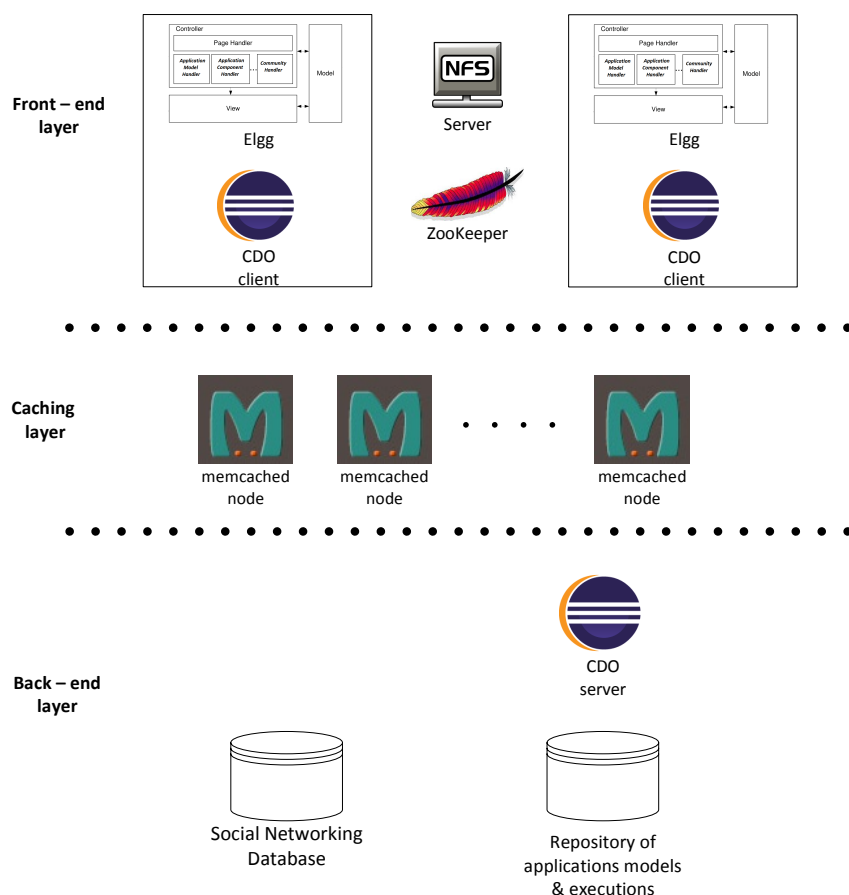 Controller
Page Handler
Application
Model
Handler
Application
Component
Handler
Community
Handler
Model
View
Elgg
CDO
client
NFS
Server
ZooKeeper
Controller
Page Handler
Application
Model
Handler
Application
Component
Handler
Community
Handler
Model
View
Elgg
CDO
client
Front – end
layer
Caching
layer
M
memcached
node
M
memcached
node
M
memcached
node
Back – end
layer
CDO
server
Social Networking
Database
Repository of
applications models
& executions